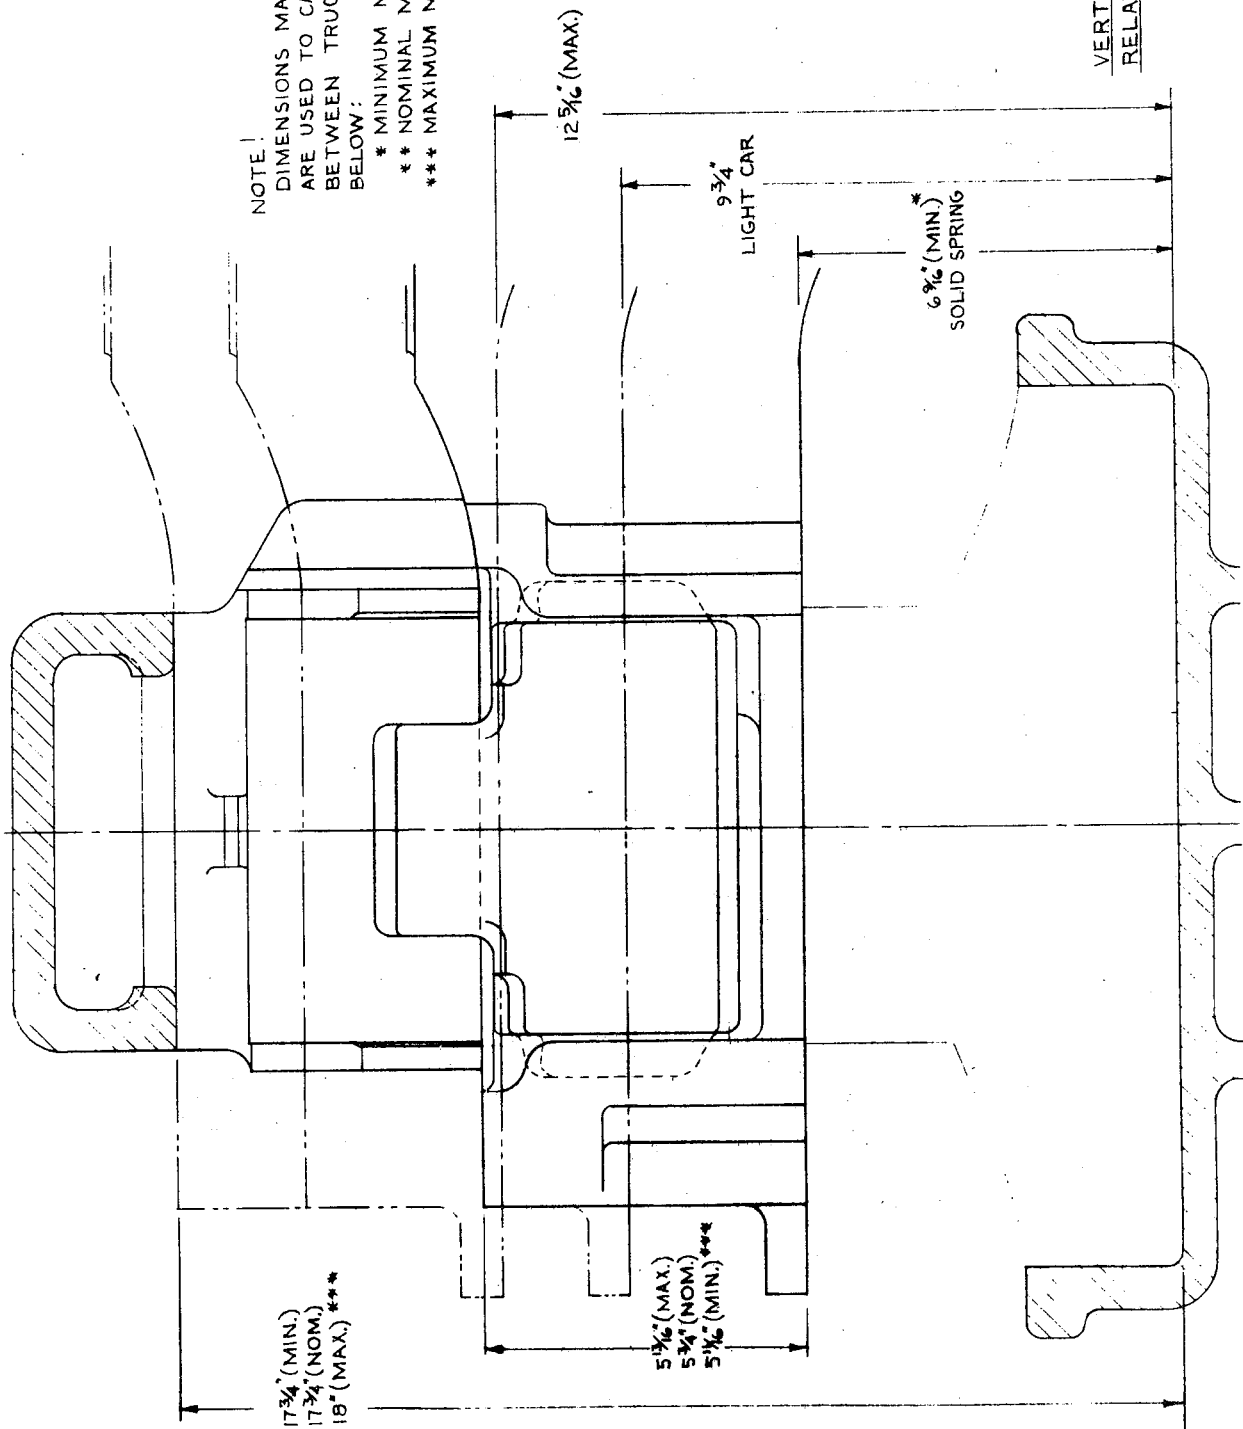 NOTE!
DIMENSIONS MA
ARE USED TO CA
BETWEEN TRUC
BELOW:
* MINIMUM
** NOMINAL M
*** MAXIMUM N
12 5/16" (MAX.)
9 3/4"
LIGHT CAR
6 9/16" (MIN.)*
SOLID SPRING
VERT
RELA
17 3/4" (MIN.)
17 3/4" (NOM.)
18" (MAX.) ***
5 13/16" (MAX.)
5 3/4" (NOM.)
5 11/16" (MIN.) ***